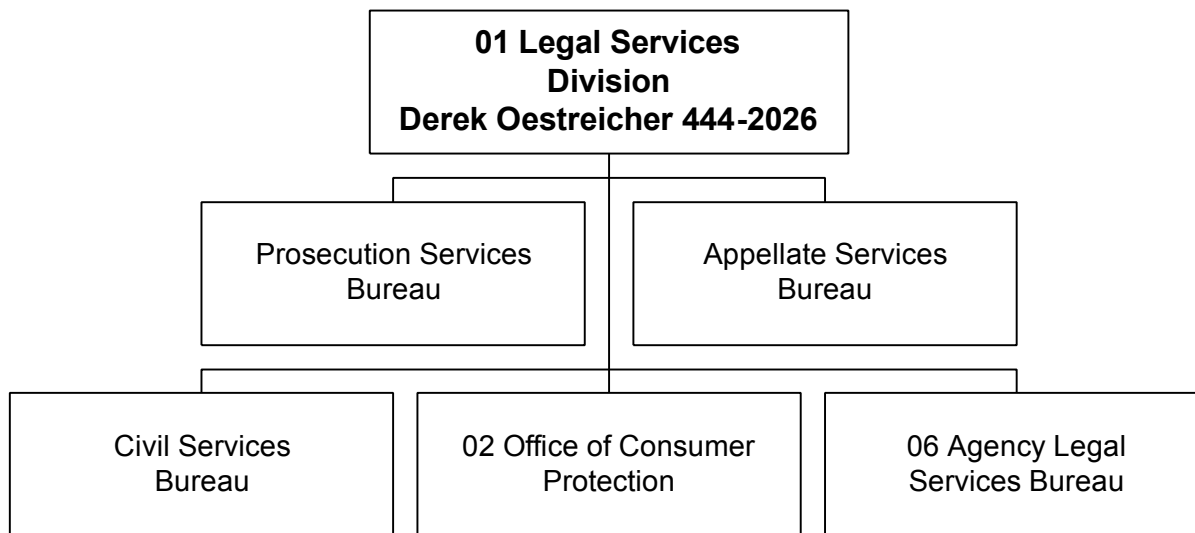 01 Legal Services
Division
Derek Oestreicher 444-2026
Prosecution Services
Bureau
Appellate Services
Bureau
Civil Services
Bureau
02 Office of Consumer
Protection
06 Agency Legal
Services Bureau